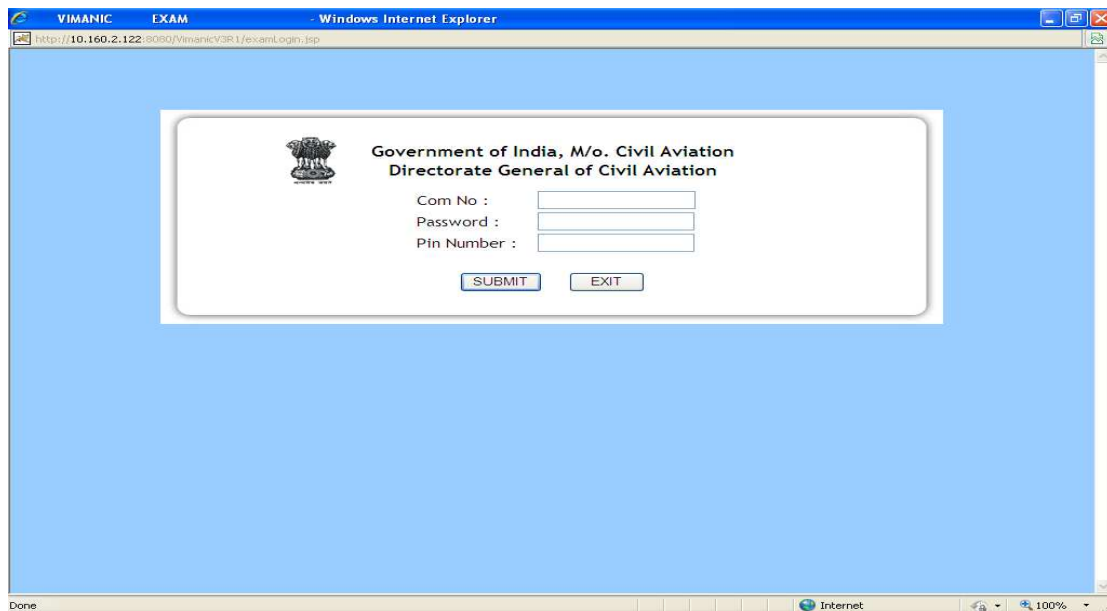 VIMANIC EXAM - Windows Internet Explorer
http://10.160.2.122:8080/VimanicV3R1/examLogin.jsp
Government of India, M/o. Civil Aviation
Directorate General of Civil Aviation
Com No :
Password :
Pin Number :
SUBMIT EXIT
Done Internet 100%